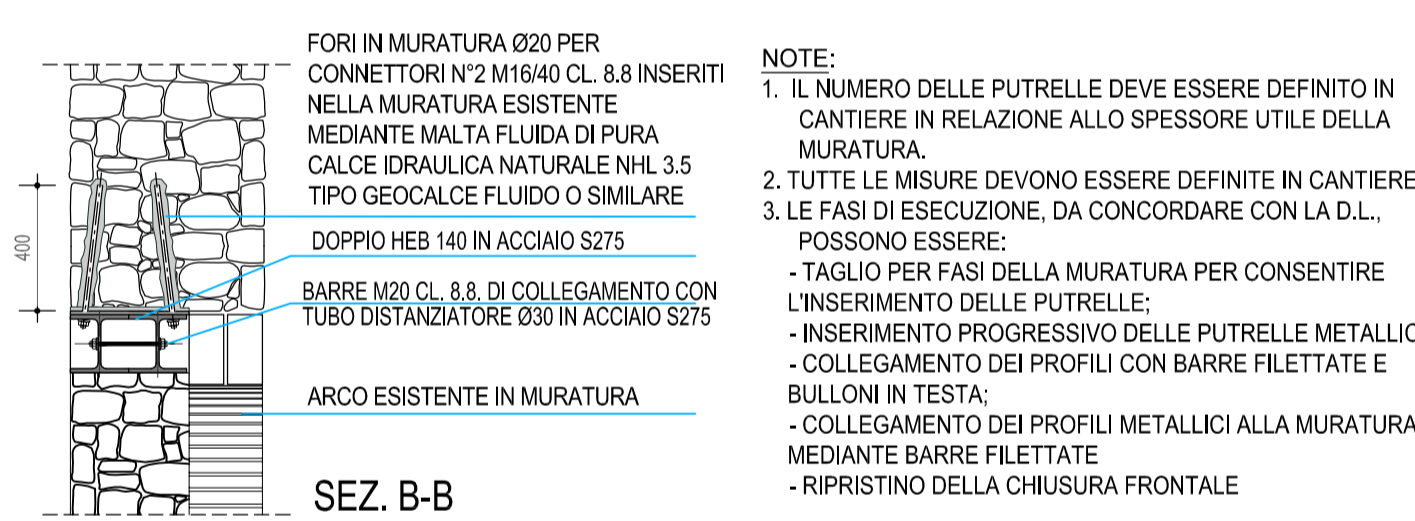 FORI IN MURATURA Ø20 PER
CONNETTORI N°2 M16/40 CL. 8.8 INSERITI
NELLA MURATURA ESISTENTE
MEDIANTE MALTA FLUIDA DI PURA
CALCE IDRAULICA NATURALE NHL 3.5
TIPO GEOCALCE FLUIDO O SIMILARE
400
DOPPIO HEB 140 IN ACCIAIO S275
BARRE M20 CL. 8,8. DI COLLEGAMENTO CON
TUBO DISTANZIATORE Ø30 IN ACCIAIO S275
ARCO ESISTENTE IN MURATURA
SEZ. B-B
NOTE:
1. IL NUMERO DELLE PUTRELLE DEVE ESSERE DEFINITO IN
CANTIERE IN RELAZIONE ALLO SPESSORE UTILE DELLA
MURATURA.
2. TUTTE LE MISURE DEVONO ESSERE DEFINITE IN CANTIERE
3. LE FASI DI ESECUZIONE, DA CONCORDARE CON LA D.L.,
POSSONO ESSERE:
- TAGLIO PER FASI DELLA MURATURA PER CONSENTIRE
L'INSERIMENTO DELLE PUTRELLE;
- INSERIMENTO PROGRESSIVO DELLE PUTRELLE METALLIC
- COLLEGAMENTO DEI PROFILI CON BARRE FILETTATE E
BULLONI IN TESTA;
- COLLEGAMENTO DEI PROFILI METALLICI ALLA MURATURA
MEDIANTE BARRE FILETTATE
- RIPRISTINO DELLA CHIUSURA FRONTALE